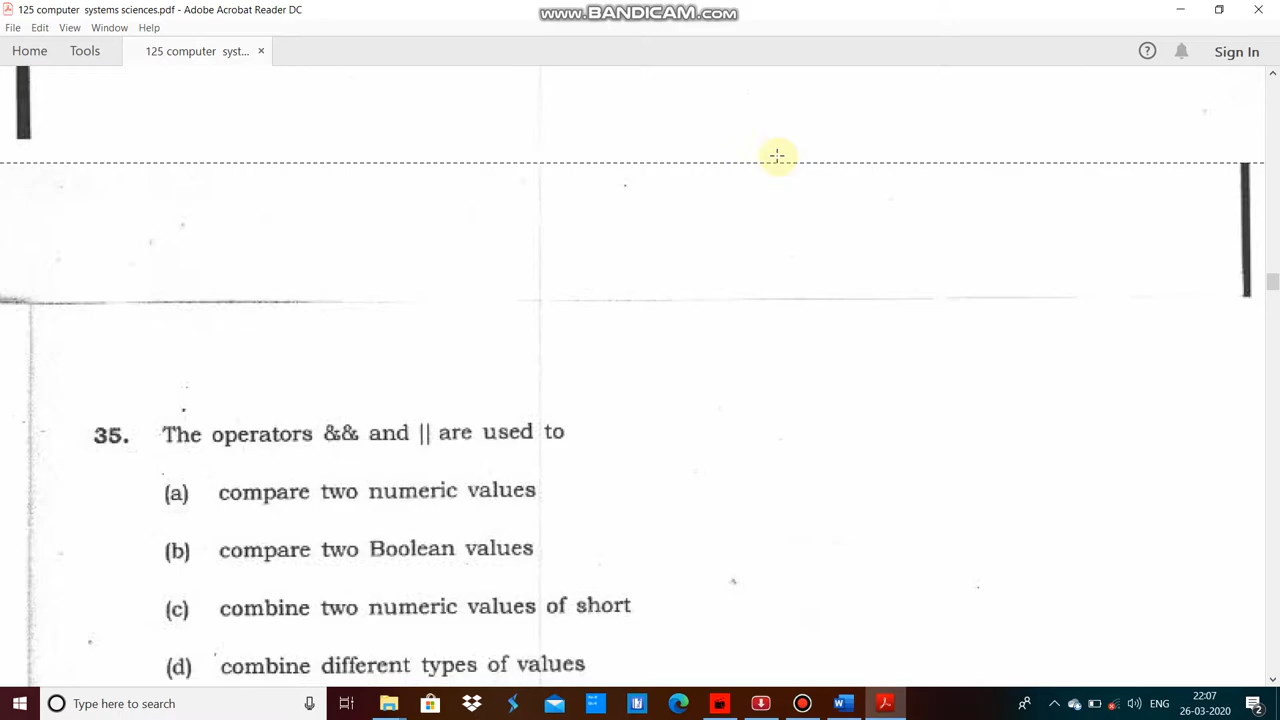 125 computer  systems sciences.pdf - Adobe Acrobat Reader DC
www.BANDICAM.com
File Edit View Window Help
Home Tools 125 computer  syst... × Sign In
35. The operators && and || are used to
(a) compare two numeric values
(b) compare two Boolean values
(c) combine two numeric values of short
(d) combine different types of values
Type here to search
ENG
22:07
26-03-2020
2